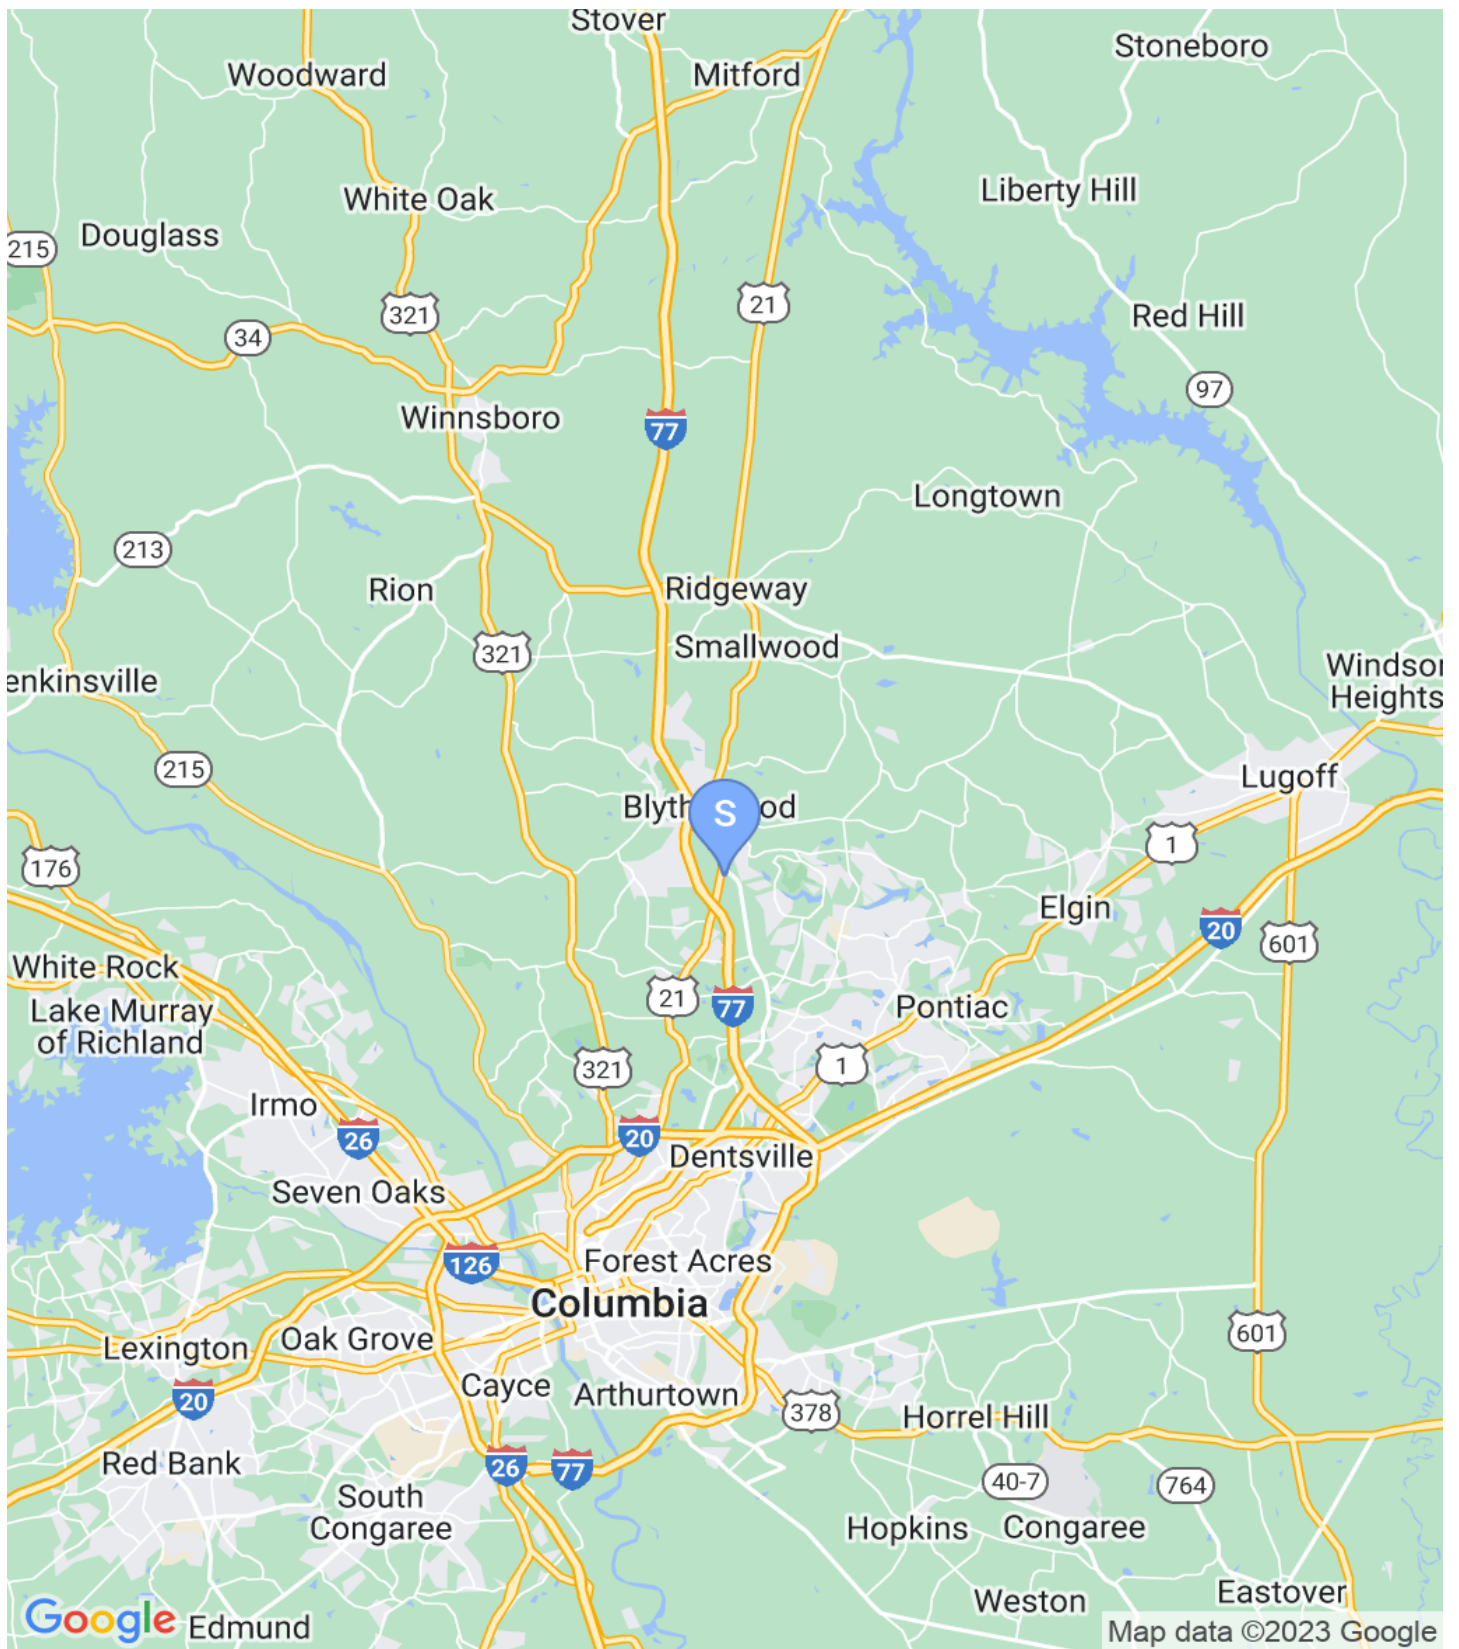 Stover
Stoneboro
Woodward
Mitford
Liberty Hill
White Oak
Douglass
215
21
321
Red Hill
34
97
Winnsboro
77
Longtown
213
Rion
Ridgeway
Smallwood
321
Windsor
Heights
enkinsville
215
Lugoff
S
1
176
Elgin
20
601
White Rock
21
77
Pontiac
Lake Murray
of Richland
321
1
Irmo
26
20
Dentsville
Seven Oaks
126
Forest Acres
Columbia
601
Oak Grove
Lexington
Cayce
Arthurtown
20
378
Horrel Hill
Red Bank
26
77
40-7
764
South
Congaree
Hopkins
Congaree
Eastover
Weston
Google
Edmund
Map data ©2023 Google